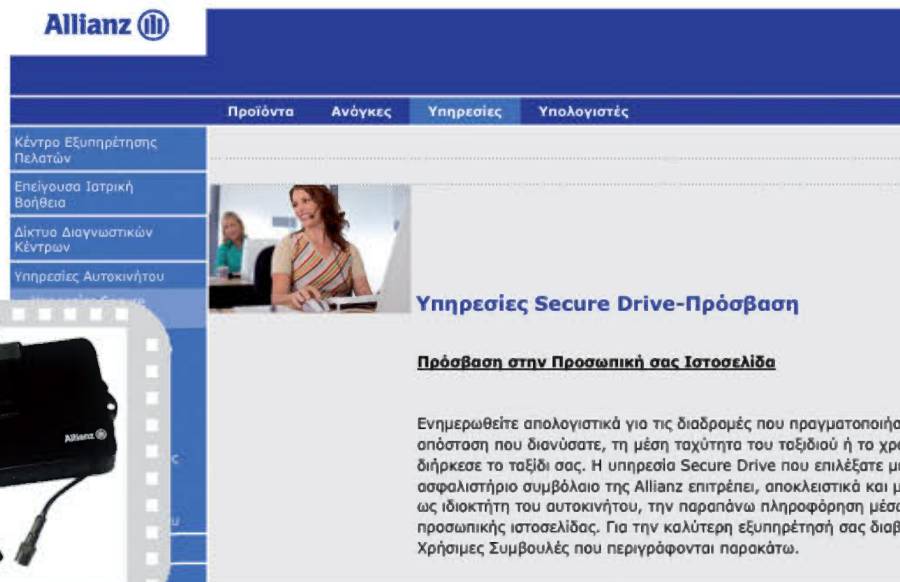 Allianz
Προϊόντα Ανάγκες Υπηρεσίες Υπολογιστές
Κέντρο Εξυπηρέτησης
Πελατών
Επείγουσα Ιατρική
Βοήθεια
Δίκτυο Διαγνωστικών
Κέντρων
Υπηρεσίες Αυτοκινήτου
Υπηρεσίες Secure Drive-Πρόσβαση
Πρόσβαση στην Προσωπική σας Ιστοσελίδα
Ενημερωθείτε απολογιστικά για τις διαδρομές που πραγματοποιήσ
απόσταση που διανύσατε, τη μέση ταχύτητα του ταξιδιού ή το χρ
διήρκεσε το ταξίδι σας. Η υπηρεσία Secure Drive που επιλέξατε μ
ασφαλιστήριο συμβόλαιο της Allianz επιτρέπει, αποκλειστικά και μ
ως ιδιοκτήτη του αυτοκινήτου, την παραπάνω πληροφόρηση μέσ
προσωπικής ιστοσελίδας. Για την καλύτερη εξυπηρέτησή σας διαβ
Χρήσιμες Συμβουλές που περιγράφονται παρακάτω.
Allianz